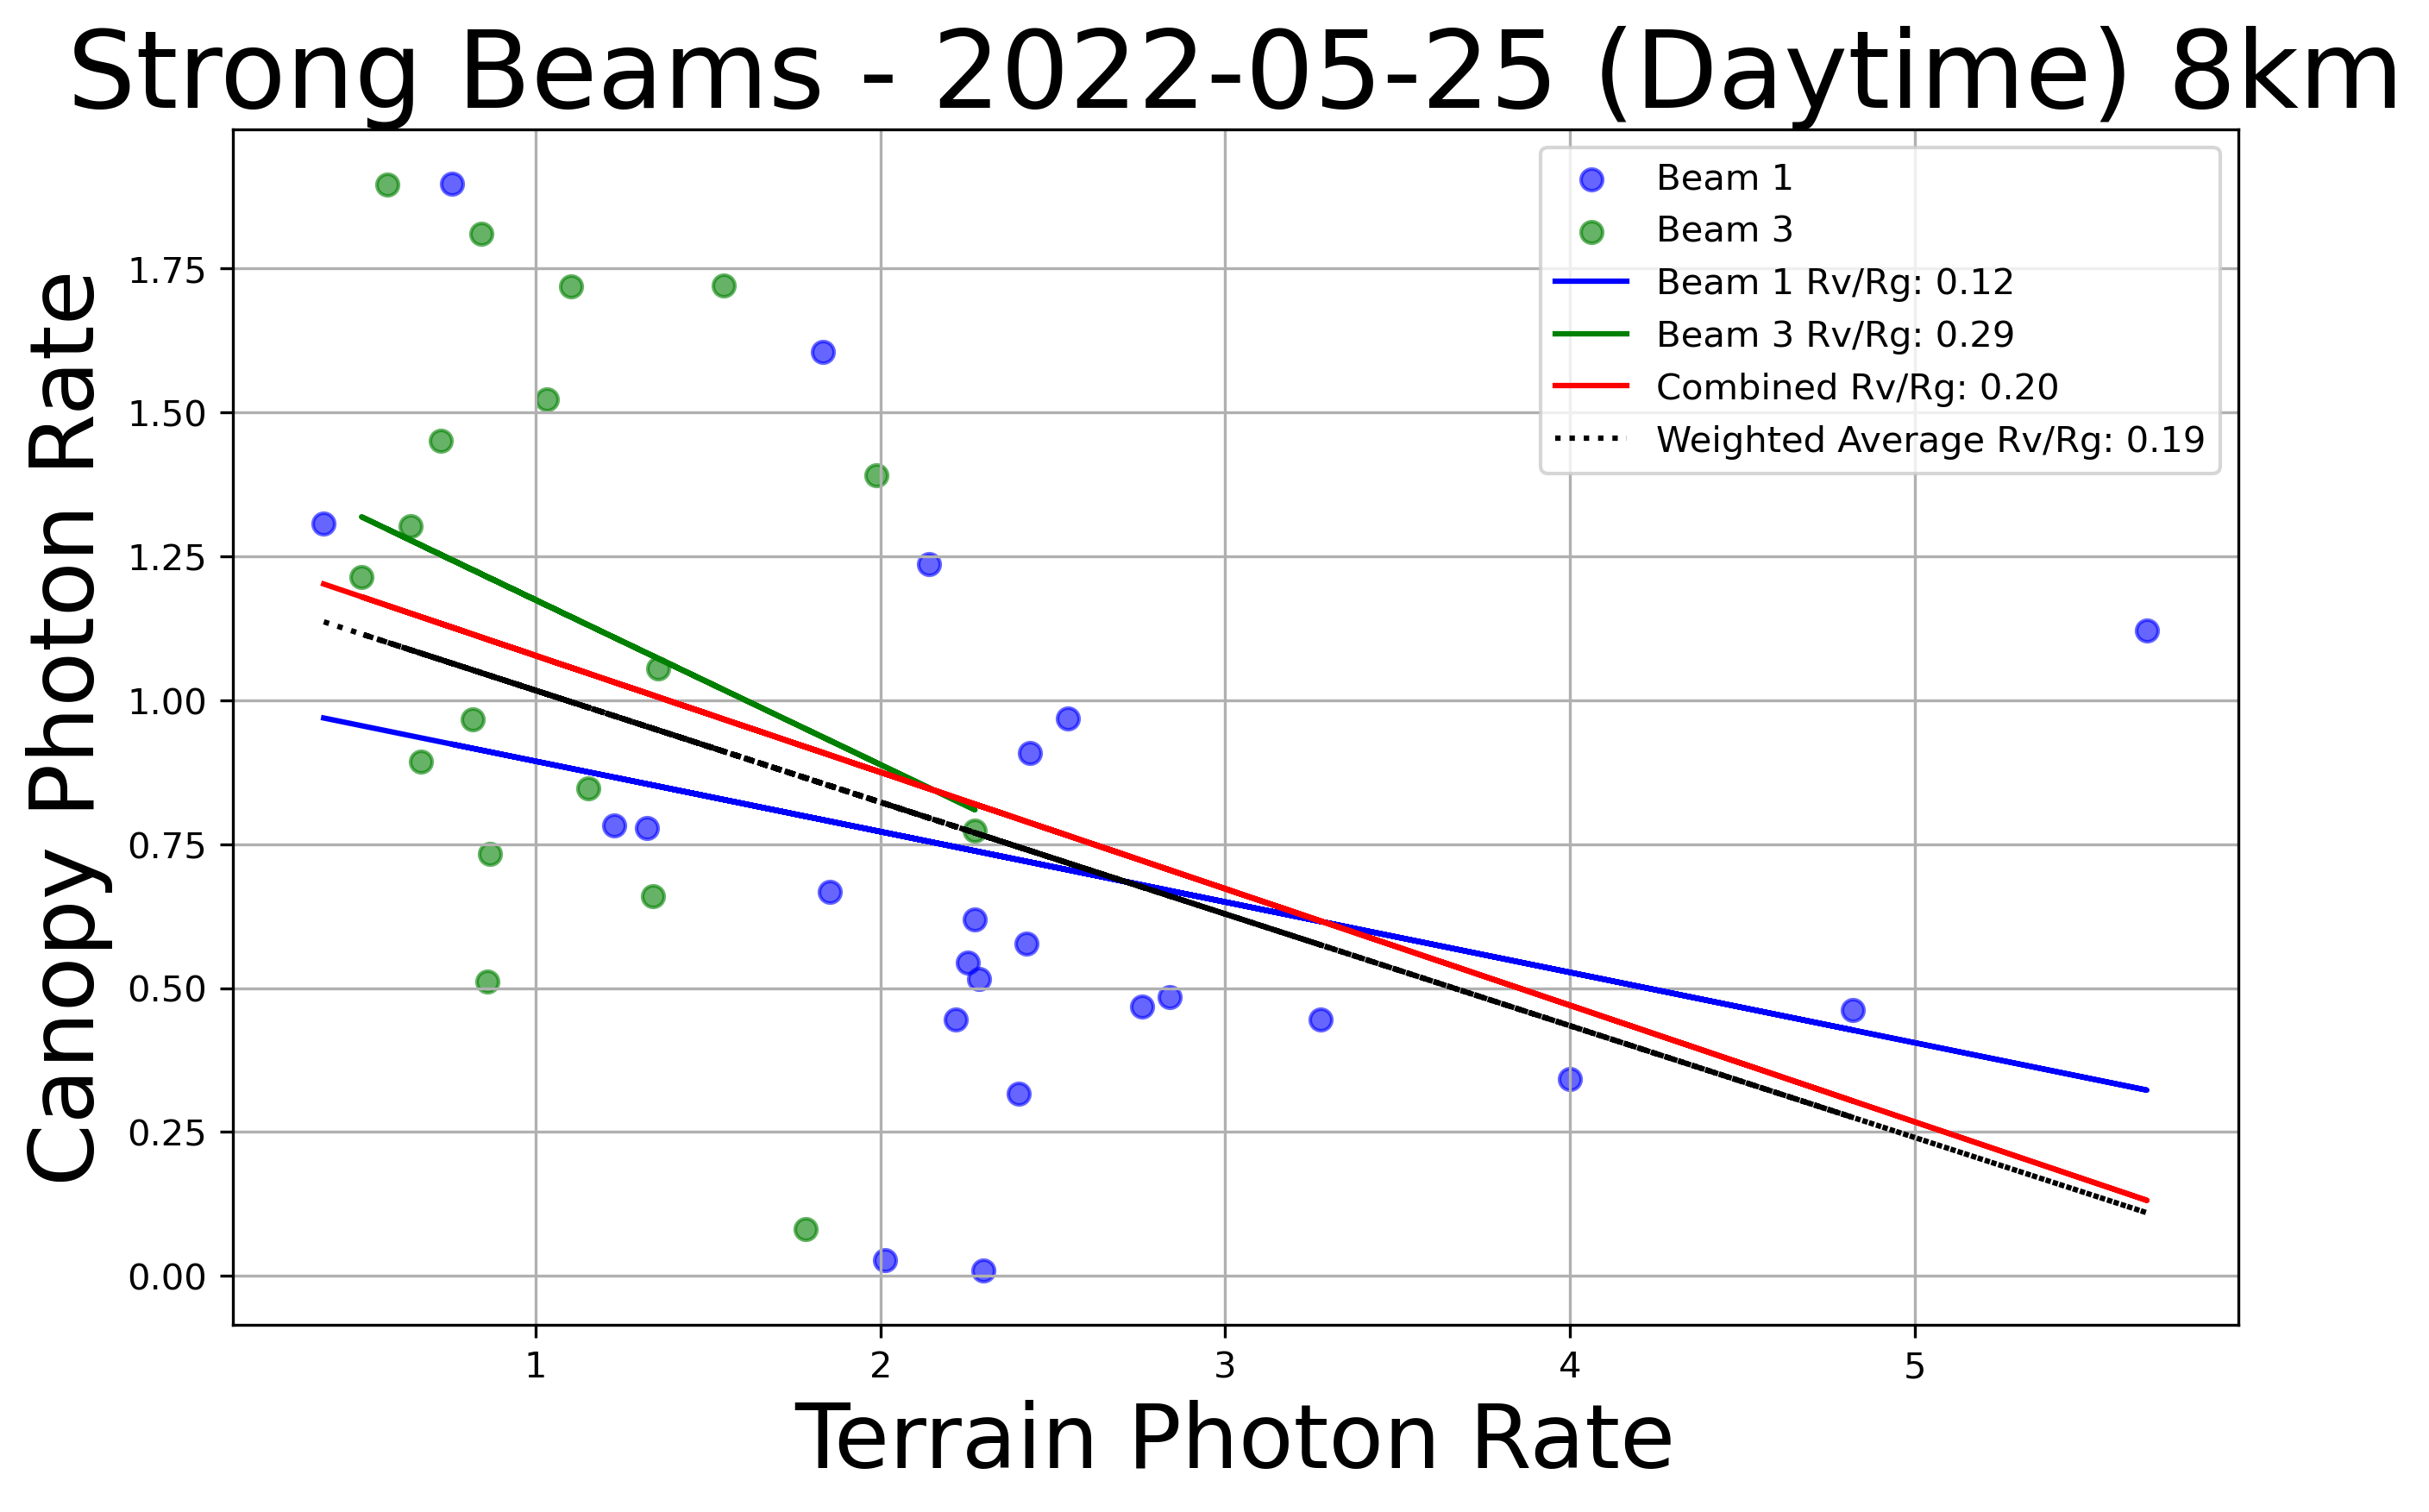 Strong Beams - 2022-05-25 (Daytime) 8km
Beam 1
Beam 3
Beam 1 Rv/Rg: 0.12
Beam 3 Rv/Rg: 0.29
Combined Rv/Rg: 0.20
Weighted Average Rv/Rg: 0.19
Canopy Photon Rate
1.75
1.50
1.25
1.00
0.75
0.50
0.25
0.00
1 2 3 4 5
Terrain Photon Rate